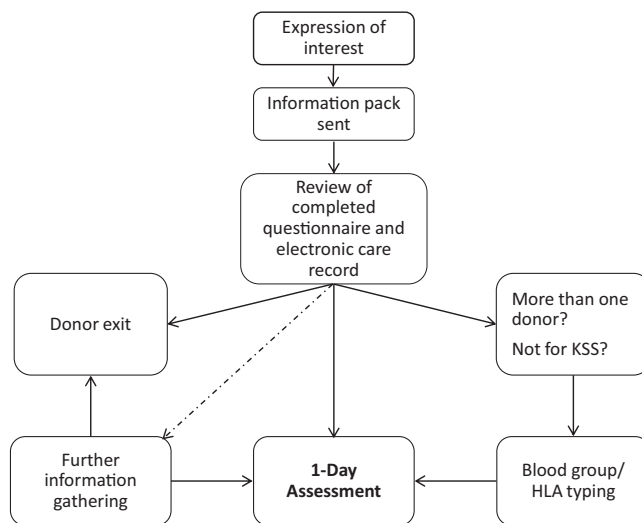 Expression of
interest
Information pack
sent
Review of
completed
questionnaire and
electronic care
record
Donor exit
More than one
donor?
Not for KSS?
Further
information
gathering
1-Day
Assessment
Blood group/
HLA typing